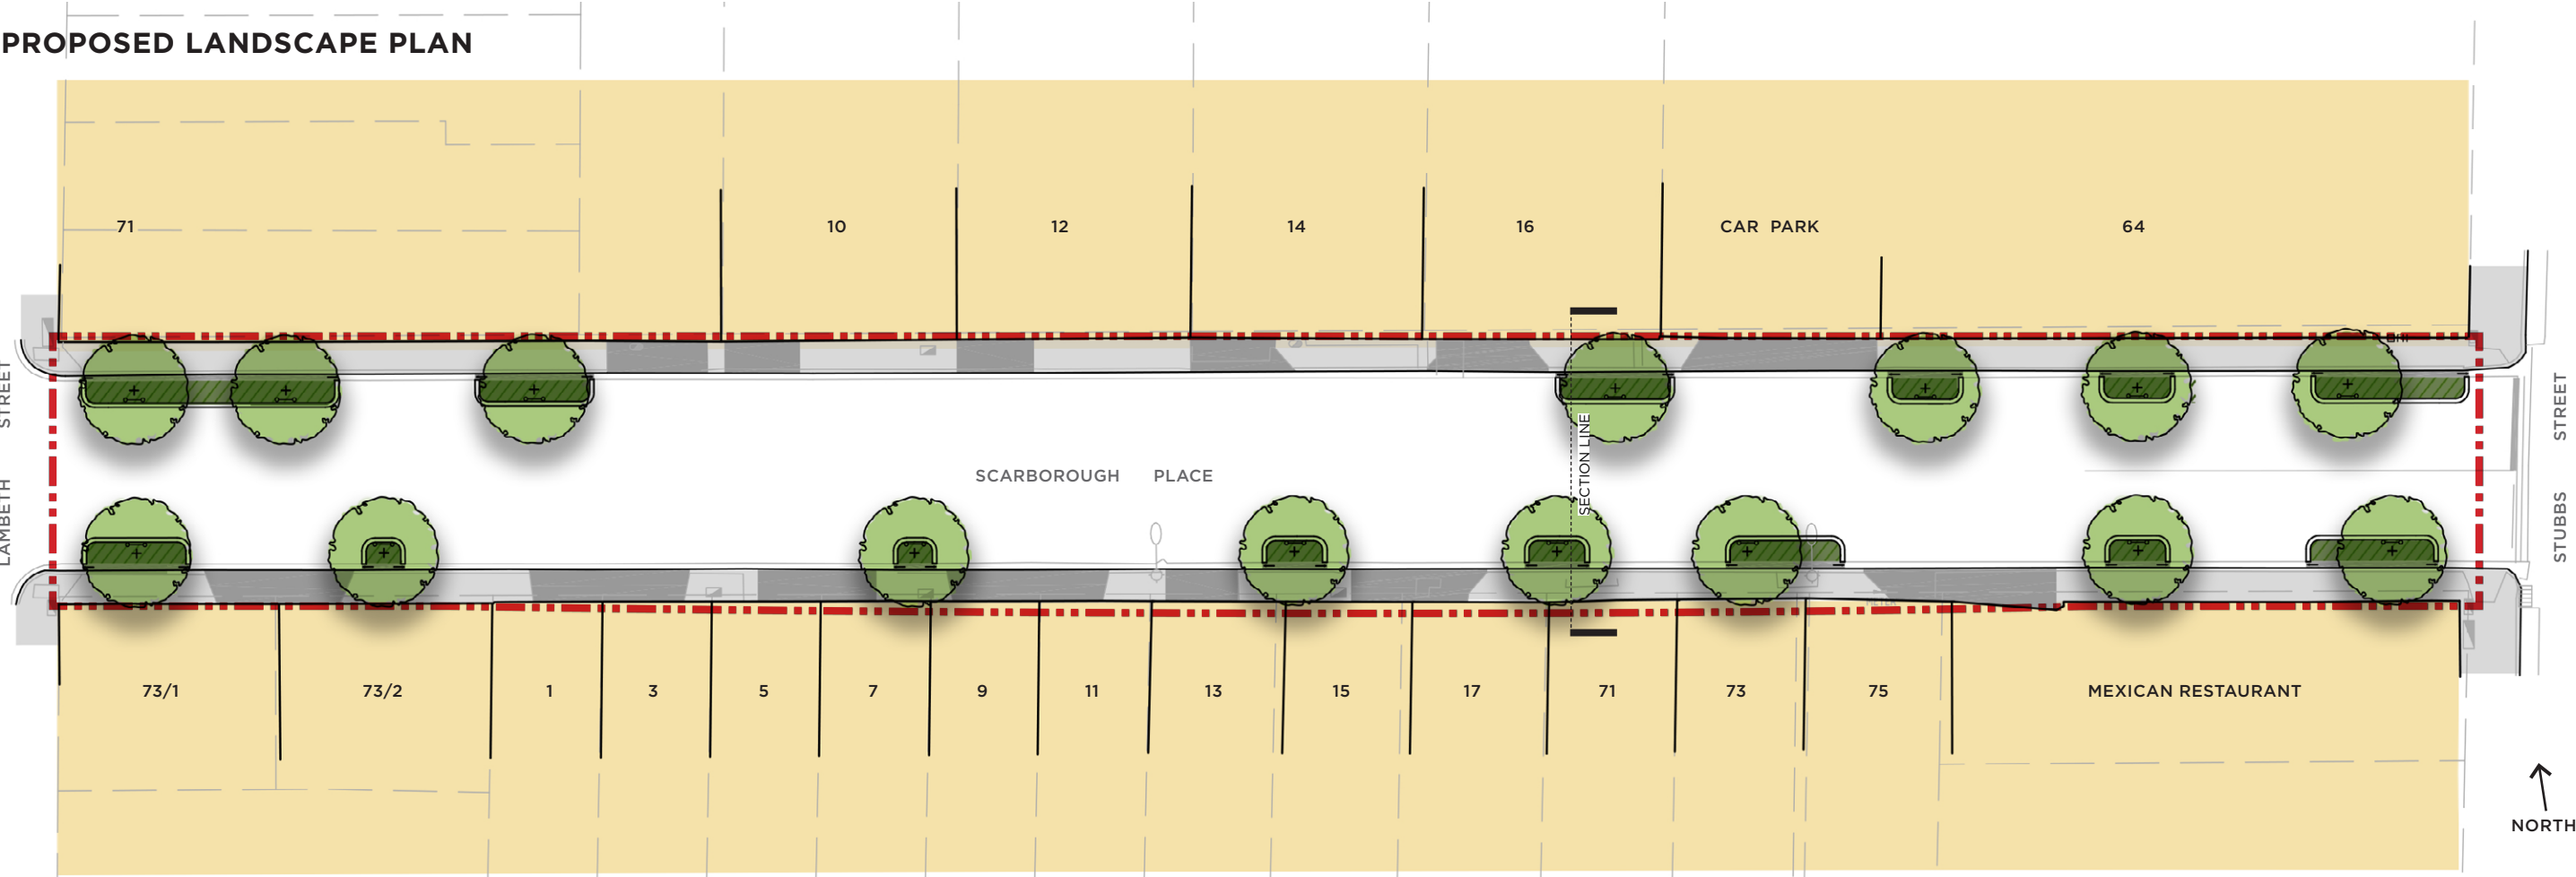 PROPOSED LANDSCAPE PLAN
71
10
12
14
16
CAR PARK
64
LAMBETH STREET
SCARBOROUGH PLACE
SECTION LINE
STUBBS STREET
73/1
73/2
1
3
5
7
9
11
13
15
17
71
73
75
MEXICAN RESTAURANT
NORTH